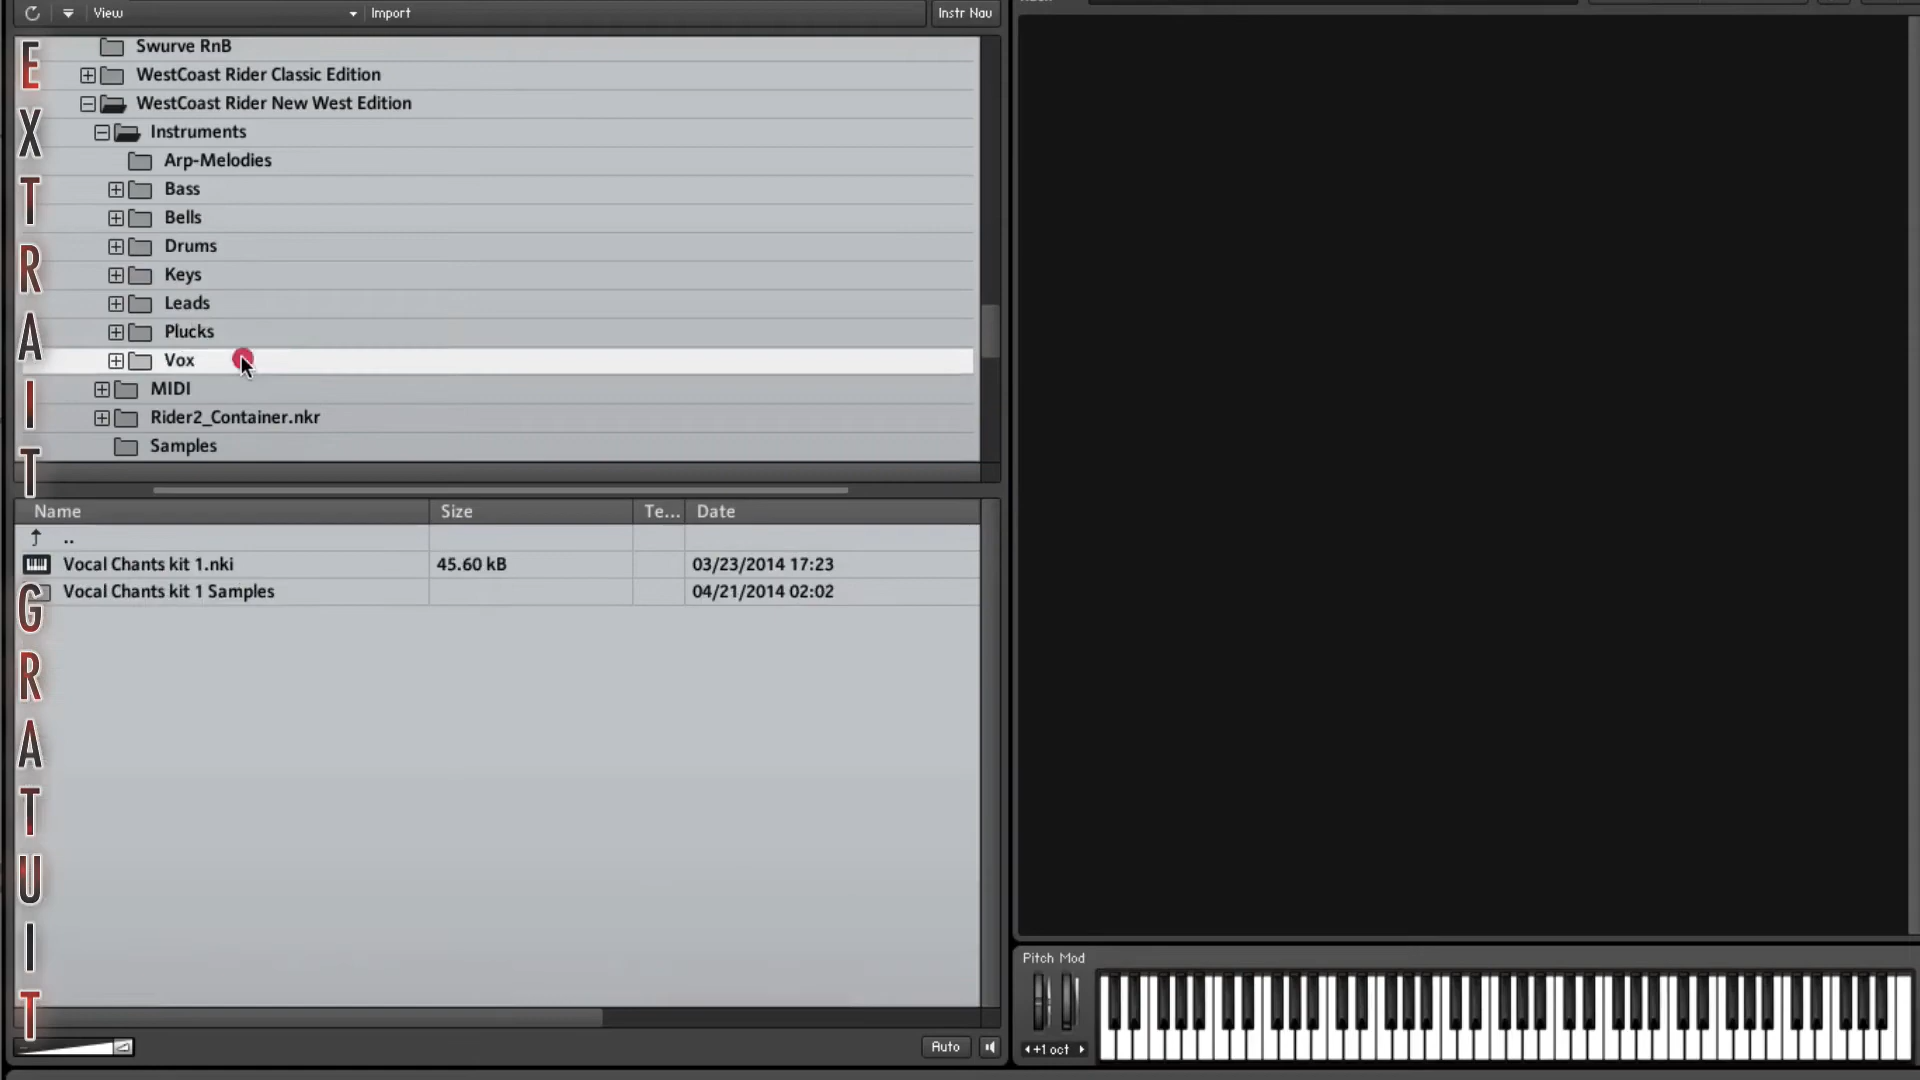 View
Import
Instr Nav
Swurve RnB
WestCoast Rider Classic Edition
WestCoast Rider New West Edition
Instruments
Arp-Melodies
Bass
Bells
Drums
Keys
Leads
Plucks
Vox
MIDI
Rider2_Container.nkr
Samples
EXTRAIT GRATUIT
Name Size Te... Date
..
Vocal Chants kit 1.nki 45.60 kB 03/23/2014 17:23
Vocal Chants kit 1 Samples 04/21/2014 02:02
Auto
Pitch Mod
+1 oct